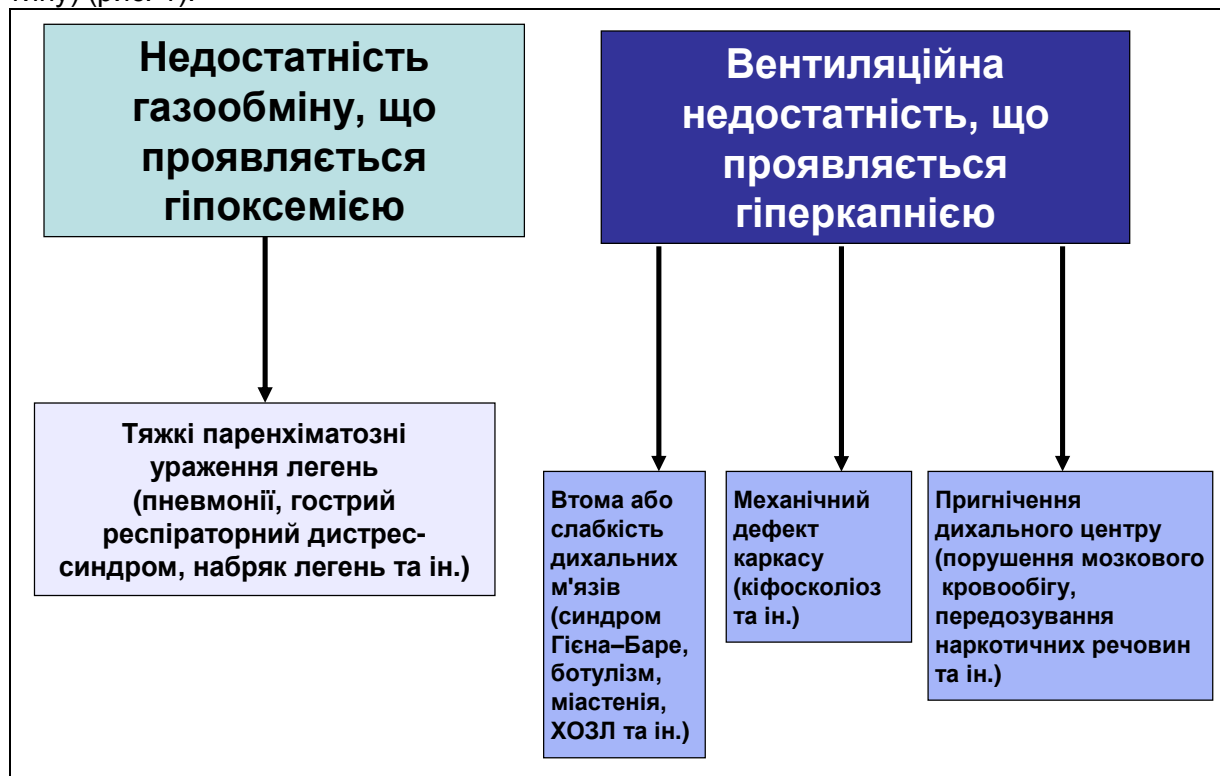 Недостатність
газообміну, що
проявляється
гіпоксемією
Вентиляційна
недостатність, що
проявляється
гіперкапнією
Тяжкі паренхіматозні
ураження легень
(пневмонії, гострий
респіраторний дистрес-
синдром, набряк легень та ін.)
Втома або
слабкість
дихальних
м'язів
(синдром
Гієна–Баре,
ботулізм,
міастенія,
ХОЗЛ та ін.)
Механічний
дефект
каркасу
(кіфосколіоз
та ін.)
Пригнічення
дихального центру
(порушення мозкового
кровообігу,
передозування
наркотичних речовин
та ін.)